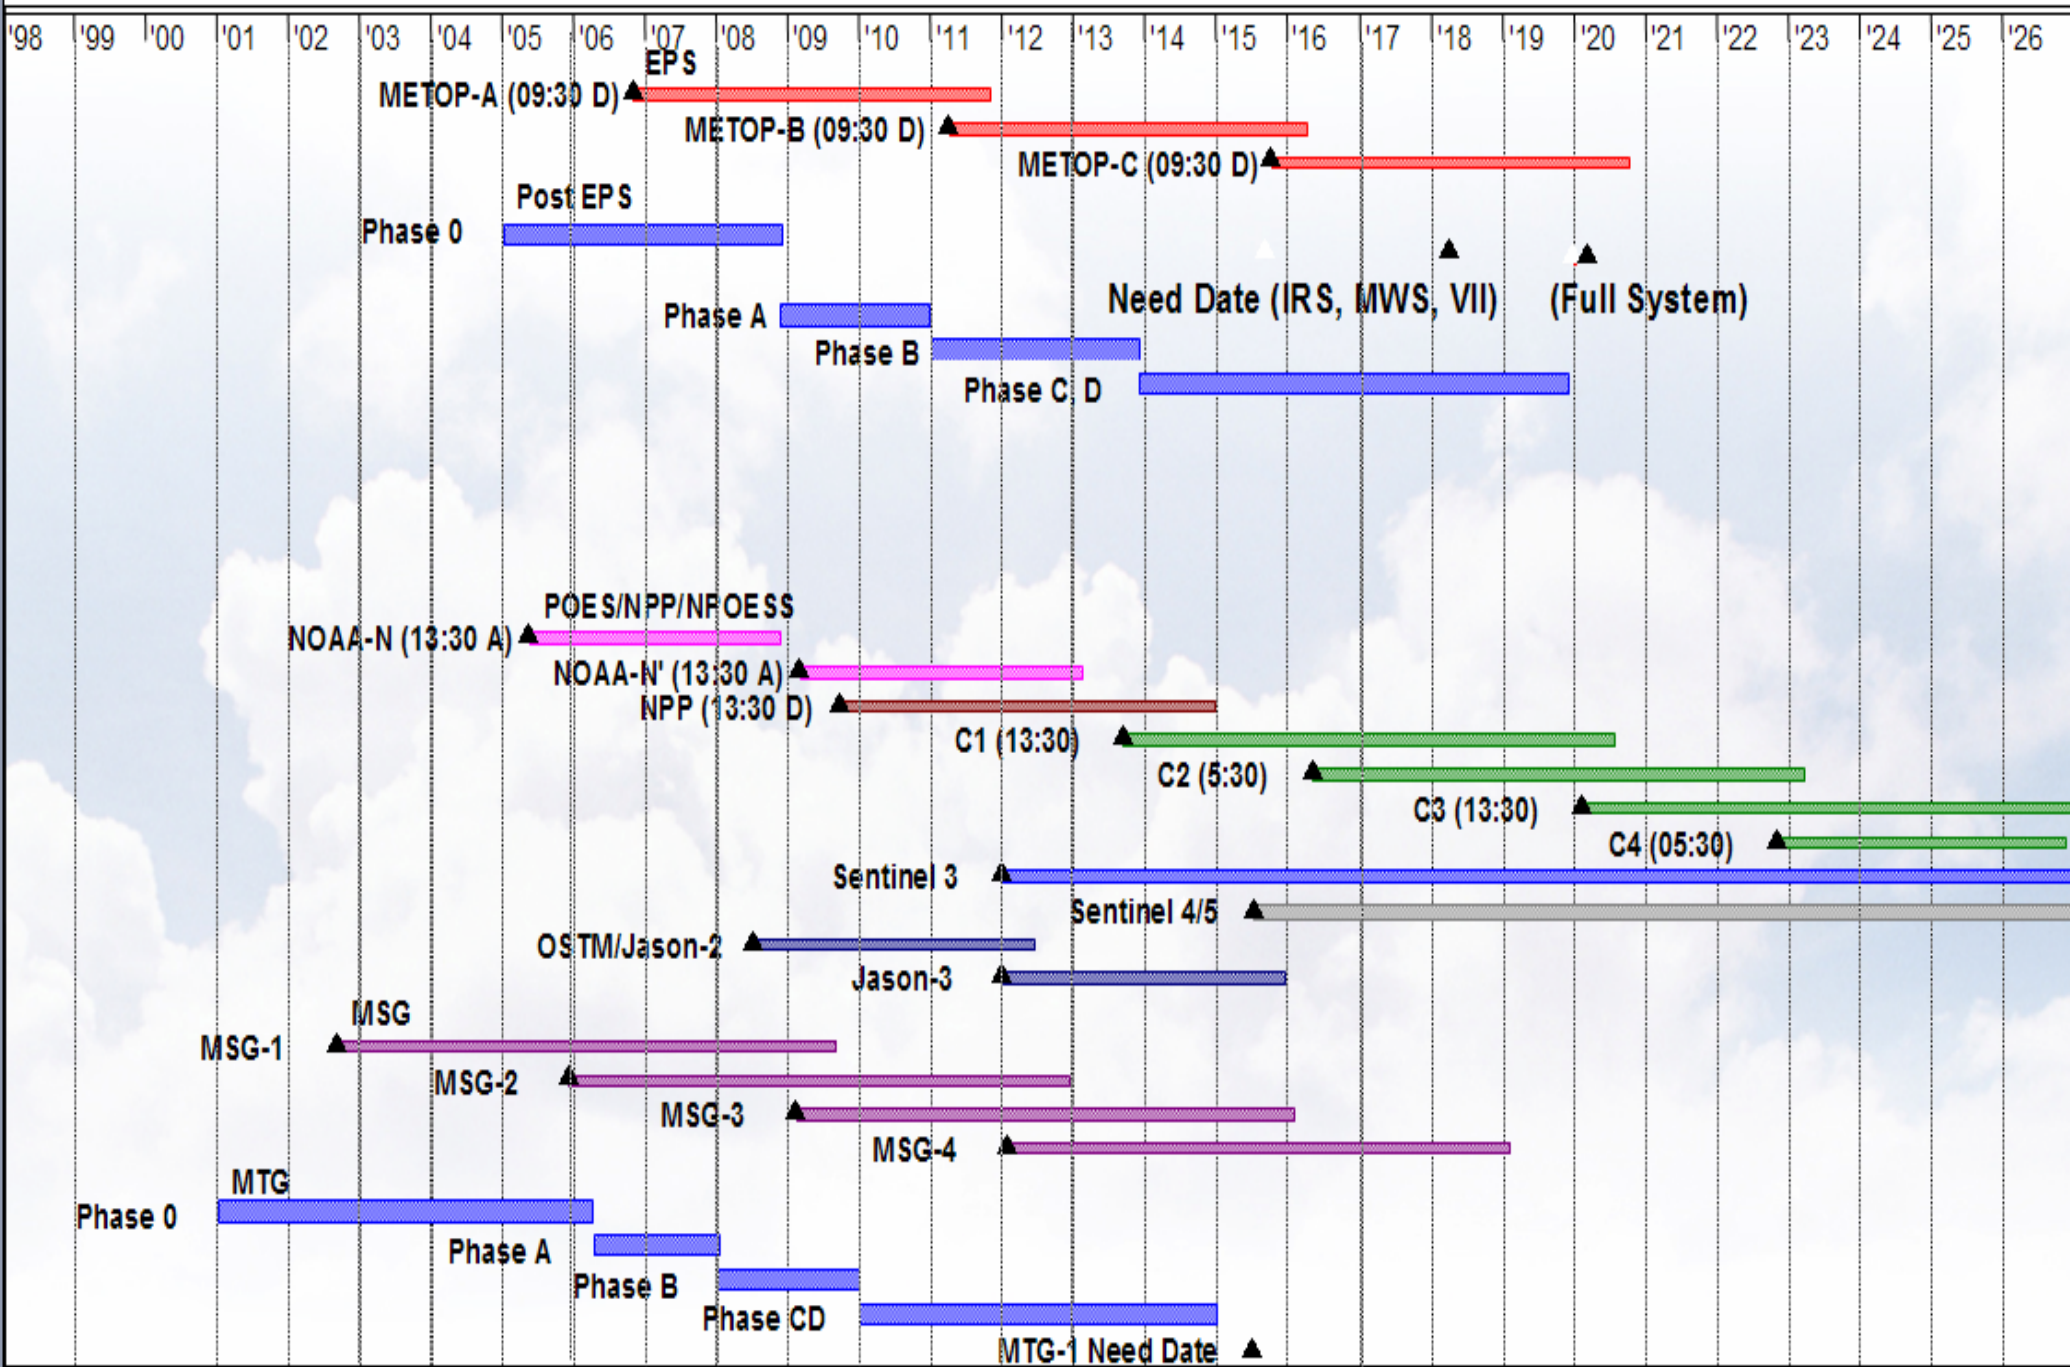 '98 '99 '00 '01 '02 '03 '04 '05 '06 '07 '08 '09 '10 '11 '12 '13 '14 '15 '16 '17 '18 '19 '20 '21 '22 '23 '24 '25 '26
EPS
METOP-A (09:30 D)
METOP-B (09:30 D)
METOP-C (09:30 D)
Post EPS
Phase 0
Need Date (IRS, MWS, VII) (Full System)
Phase A
Phase B
Phase C, D
POES/NPP/NPOESS
NOAA-N (13:30 A)
NOAA-N' (13:30 A)
NPP (13:30 D)
C1 (13:30)
C2 (5:30)
C3 (13:30)
C4 (05:30)
Sentinel 3
Sentinel 4/5
OSTM/Jason-2
Jason-3
MSG
MSG-1
MSG-2
MSG-3
MSG-4
MTG
Phase 0
Phase A
Phase B
Phase CD
MTG-1 Need Date